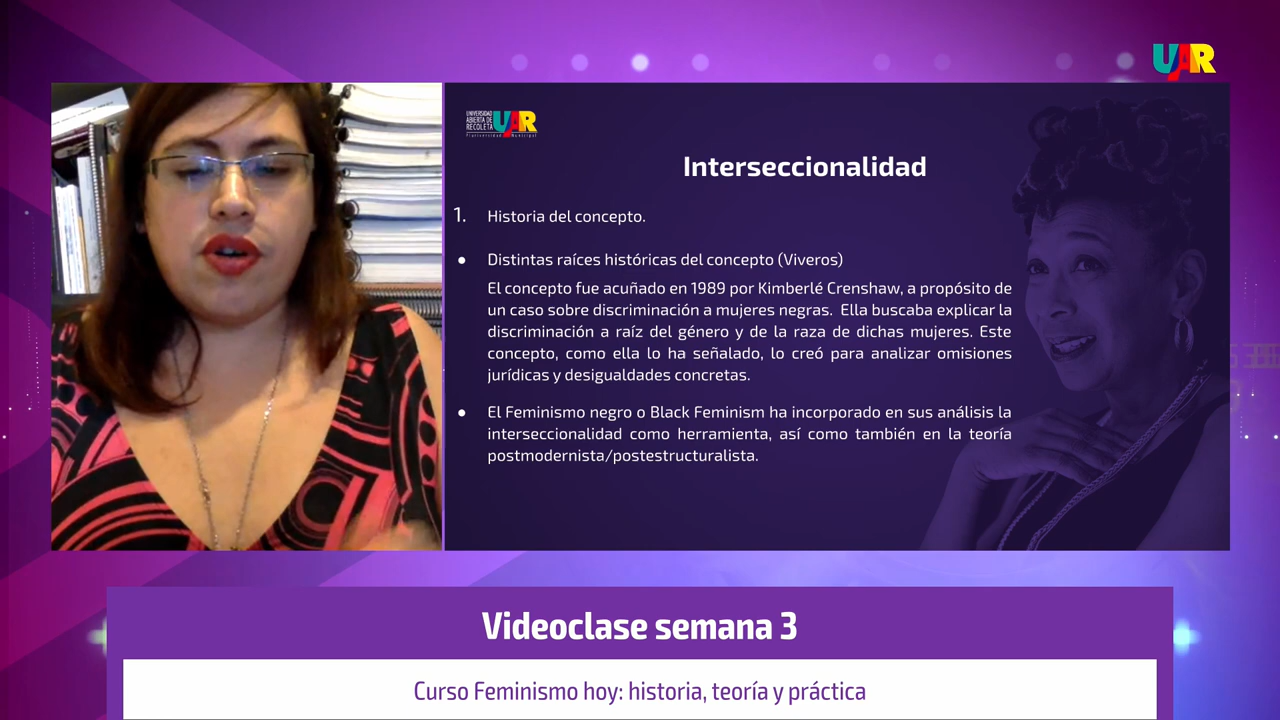 UAR
UNIVERSIDAD
ABIERTA DE
RECOLETA
UAR
Interseccionalidad
1. Historia del concepto.
● Distintas raíces históricas del concepto (Viveros)
El concepto fue acuñado en 1989 por Kimberlé Crenshaw, a propósito de
un caso sobre discriminación a mujeres negras. Ella buscaba explicar la
discriminación a raíz del género y de la raza de dichas mujeres. Este
concepto, como ella lo ha señalado, lo creó para analizar omisiones
jurídicas y desigualdades concretas.
● El Feminismo negro o Black Feminism ha incorporado en sus análisis la
interseccionalidad como herramienta, así como también en la teoría
postmodernista/postestructuralista.
Videoclase semana 3
Curso Feminismo hoy: historia, teoría y práctica